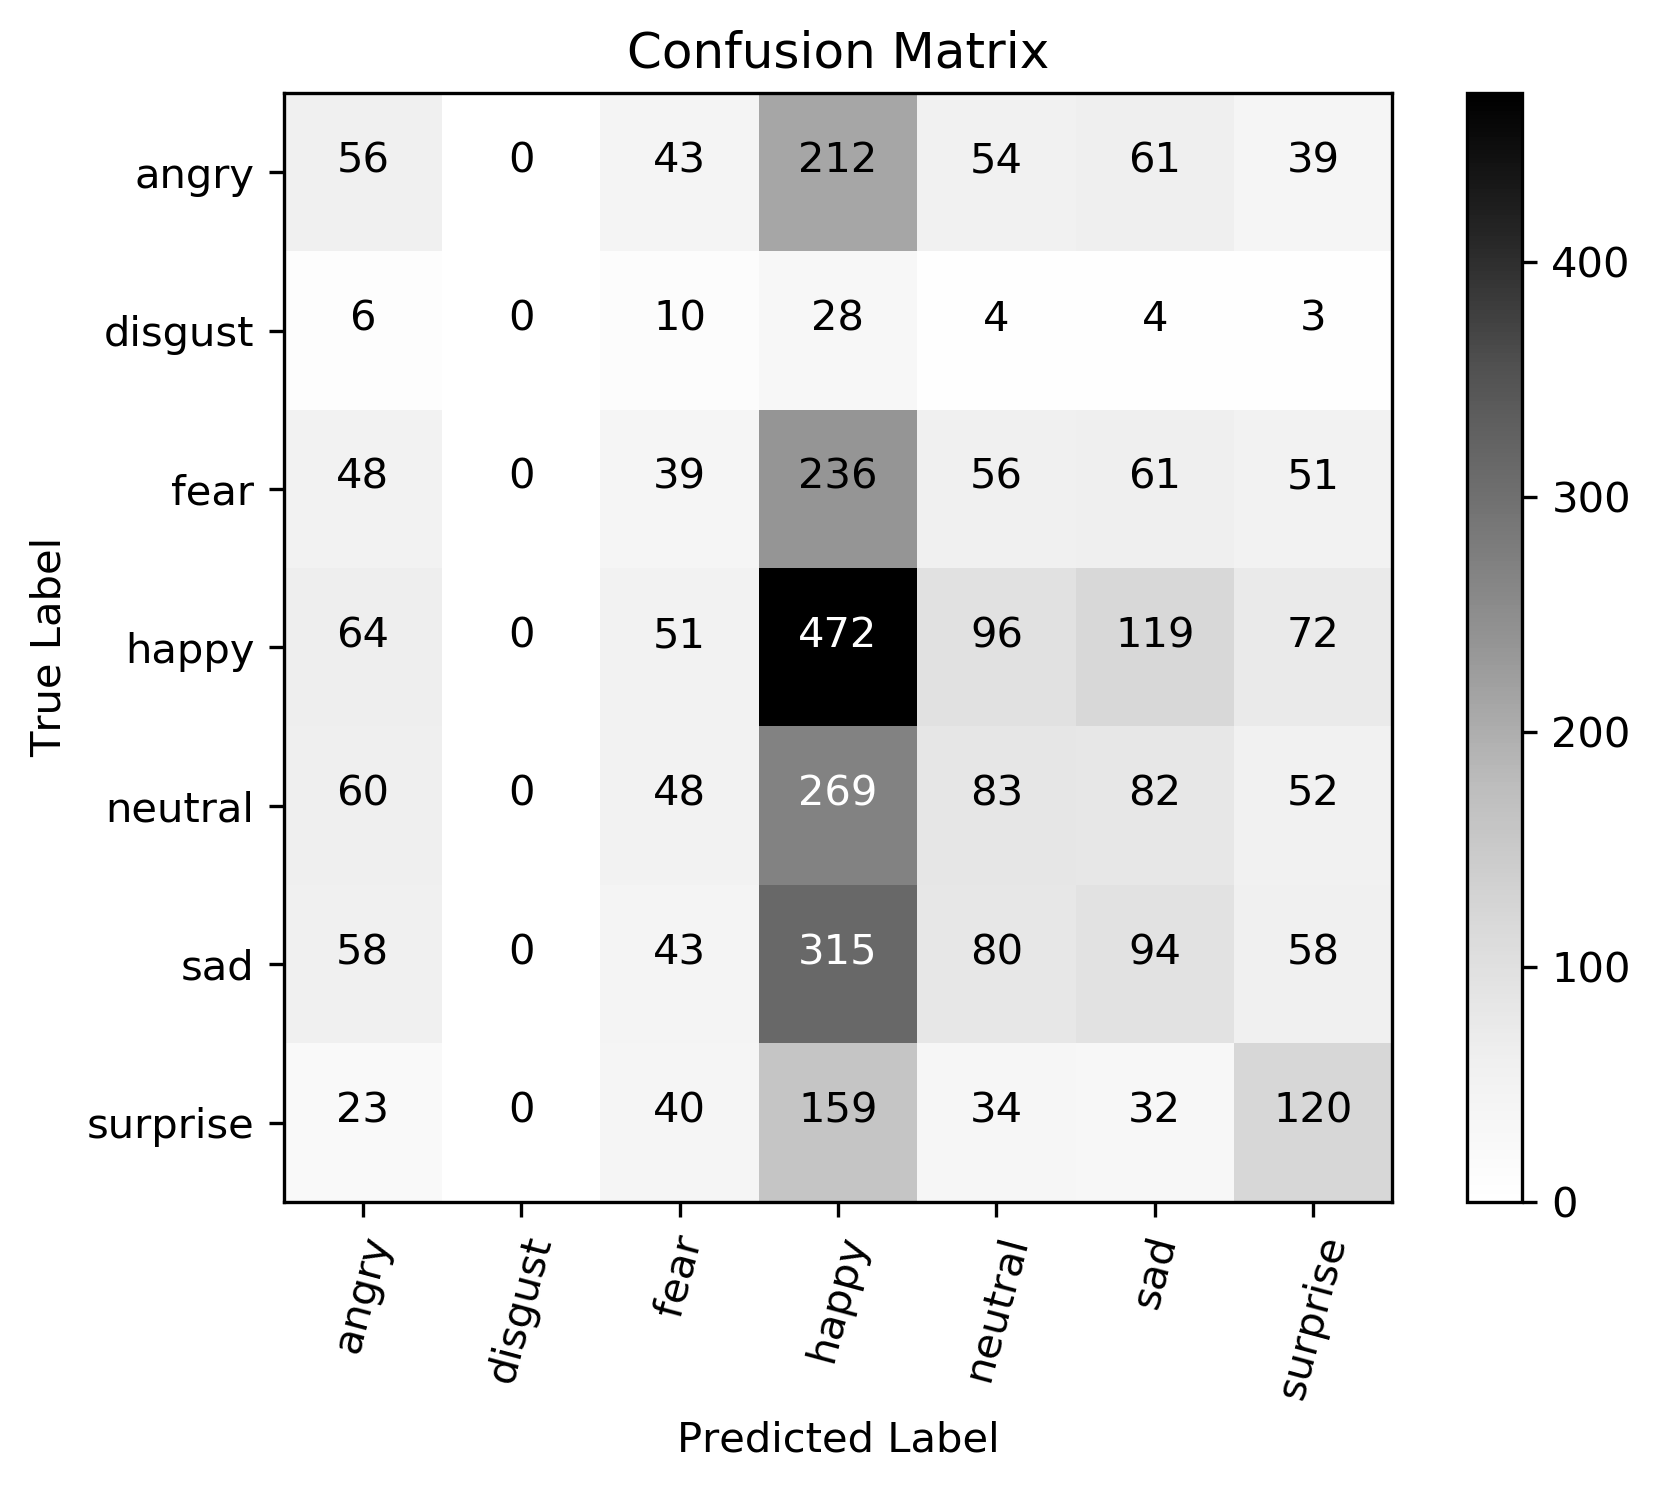 Confusion Matrix
True Label
angry 56 0 43 212 54 61 39
disgust 6 0 10 28 4 4 3
fear 48 0 39 236 56 61 51
happy 64 0 51 472 96 119 72
neutral 60 0 48 269 83 82 52
sad 58 0 43 315 80 94 58
surprise 23 0 40 159 34 32 120
angry disgust fear happy neutral sad surprise
Predicted Label
400
300
200
100
0